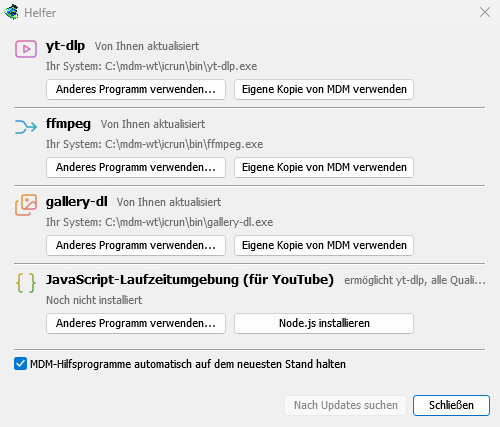 Helfer
yt-dlp Von Ihnen aktualisiert
Ihr System: C:\mdm-wt\icrun\bin\yt-dlp.exe
Anderes Programm verwenden... Eigene Kopie von MDM verwenden
ffmpeg Von Ihnen aktualisiert
Ihr System: C:\mdm-wt\icrun\bin\ffmpeg.exe
Anderes Programm verwenden... Eigene Kopie von MDM verwenden
gallery-dl Von Ihnen aktualisiert
Ihr System: C:\mdm-wt\icrun\bin\gallery-dl.exe
Anderes Programm verwenden... Eigene Kopie von MDM verwenden
JavaScript-Laufzeitumgebung (für YouTube) ermöglicht yt-dlp, alle Quali...
Noch nicht installiert
Anderes Programm verwenden... Node.js installieren
MDM-Hilfsprogramme automatisch auf dem neuesten Stand halten
Nach Updates suchen Schließen